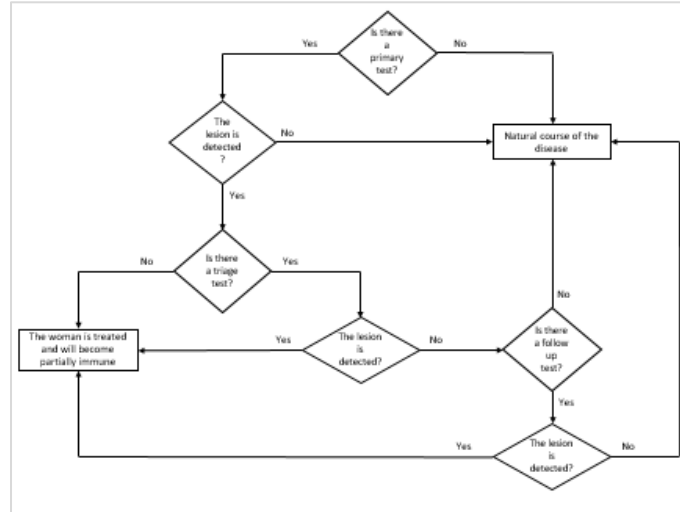 Is there
a
primary
test?
Yes
No
The
lesion is
detected
?
No
Natural course of the
disease
Yes
Is there
a triage
test?
No
Yes
No
The woman is treated
and will become
partially immune
Yes
The lesion
is
detected?
No
Is there
a follow
up
test?
Yes
Yes
The lesion
is
detected?
No